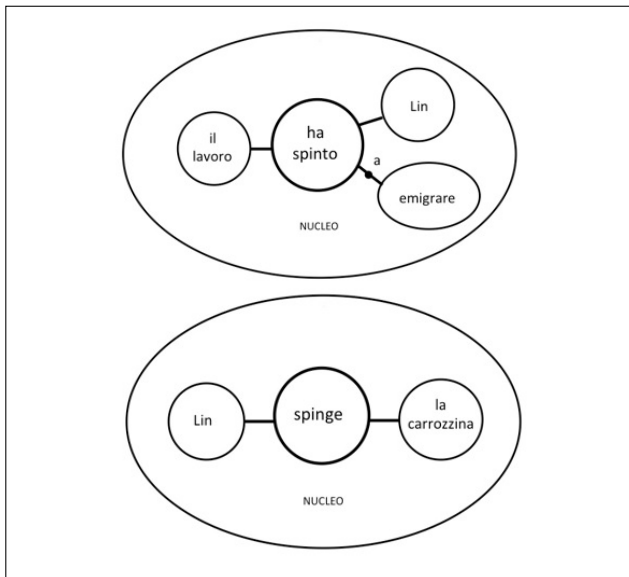 il
lavoro
ha
spinto
Lin
a
emigrare
NUCLEO
Lin
spinge
la
carrozzina
NUCLEO